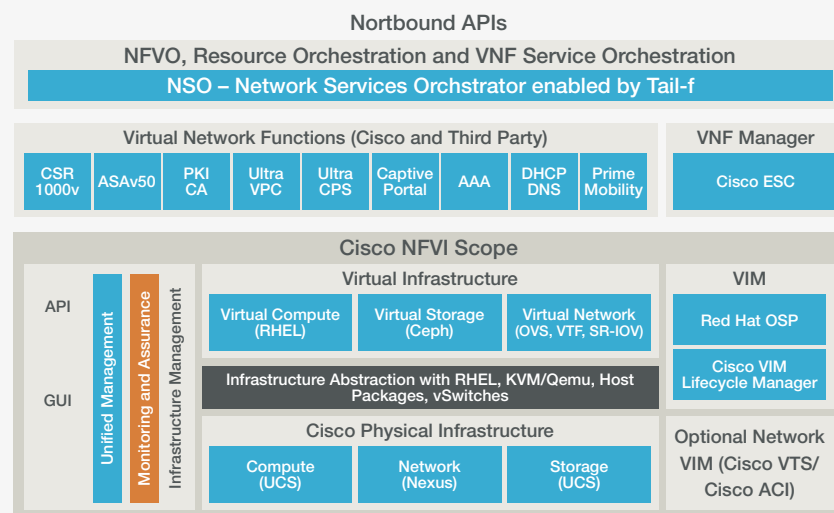 Nortbound APIs
NFVO, Resource Orchestration and VNF Service Orchestration
NSO – Network Services Orchstrator enabled by Tail-f
Virtual Network Functions (Cisco and Third Party)
CSR
1000v
ASAv50
PKI
CA
Ultra
VPC
Ultra
CPS
Captive
Portal
AAA
DHCP
DNS
Prime
Mobility
VNF Manager
Cisco ESC
Cisco NFVI Scope
API
GUI
Unified Management
Monitoring and Assurance
Infrastructure Management
Virtual Infrastructure
Virtual Compute
(RHEL)
Virtual Storage
(Ceph)
Virtual Network
(OVS, VTF, SR-IOV)
Infrastructure Abstraction with RHEL, KVM/Qemu, Host
Packages, vSwitches
Cisco Physical Infrastructure
Compute
(UCS)
Network
(Nexus)
Storage
(UCS)
VIM
Red Hat OSP
Cisco VIM
Lifecycle Manager
Optional Network
VIM (Cisco VTS/
Cisco ACI)